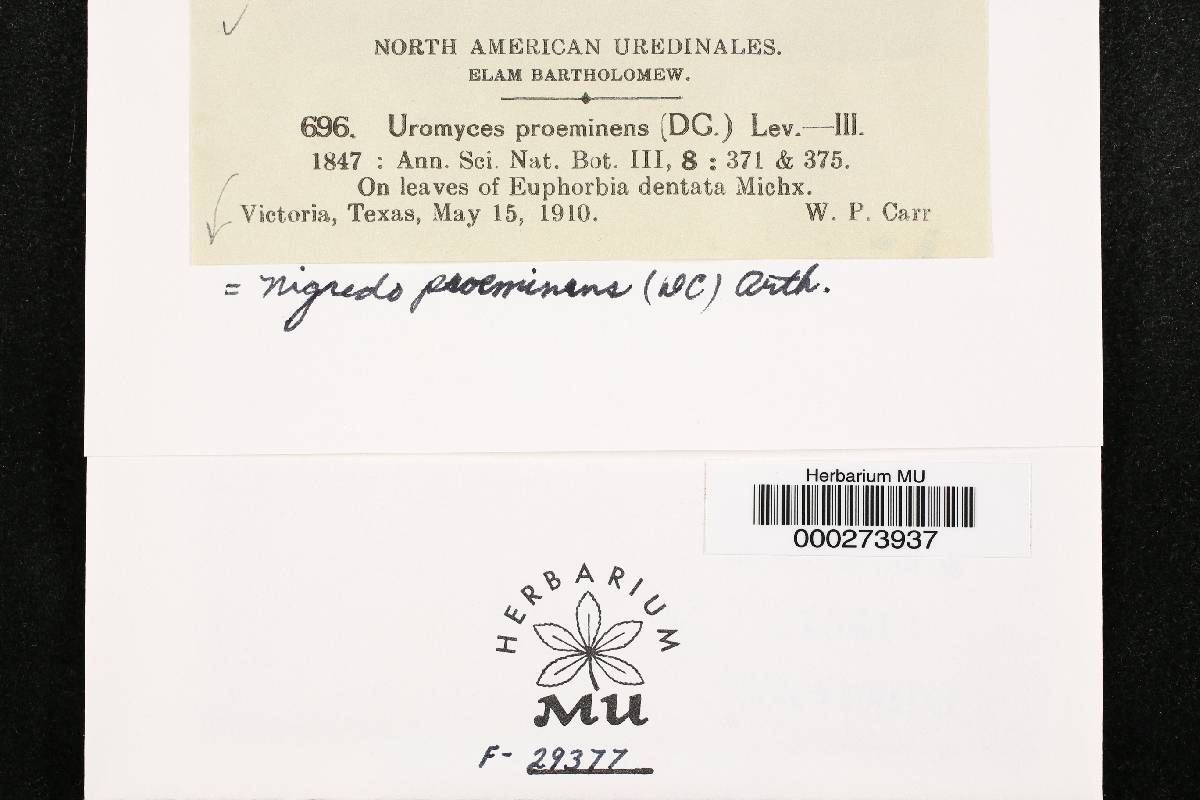 NORTH AMERICAN UREDINALES.
ELAM BARTHOLOMEW.
696. Uromyces proeminens (DC.) Lev.—III.
1847 : Ann. Sci. Nat. Bot. III, 8 : 371 & 375.
On leaves of Euphorbia dentata Michx.
Victoria, Texas, May 15, 1910. W. P. Carr
= Nigredo proeminens (DC) Arth.
Herbarium MU
000273937
HERBARIUM
MU
F- 29377